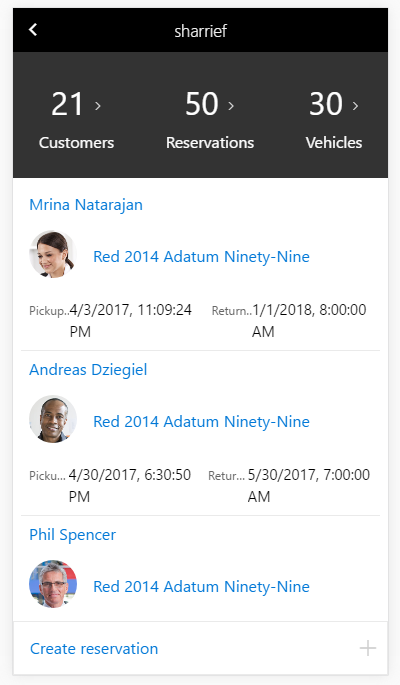 sharrief
21 50 30
Customers Reservations Vehicles
Mrina Natarajan
Red 2014 Adatum Ninety-Nine
Pickup.. 4/3/2017, 11:09:24 Return.. 1/1/2018, 8:00:00
PM AM
Andreas Dziegiel
Red 2014 Adatum Ninety-Nine
Picku... 4/30/2017, 6:30:50 Retur... 5/30/2017, 7:00:00
PM AM
Phil Spencer
Red 2014 Adatum Ninety-Nine
Create reservation